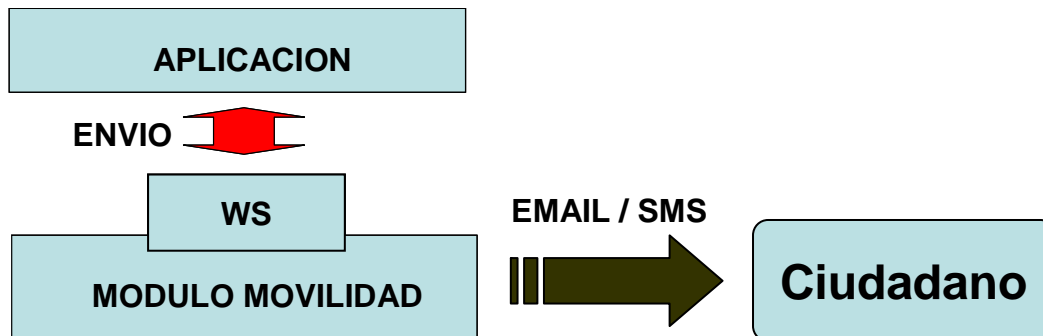 APLICACION
ENVIO
WS
EMAIL / SMS
MODULO MOVILIDAD
Ciudadano